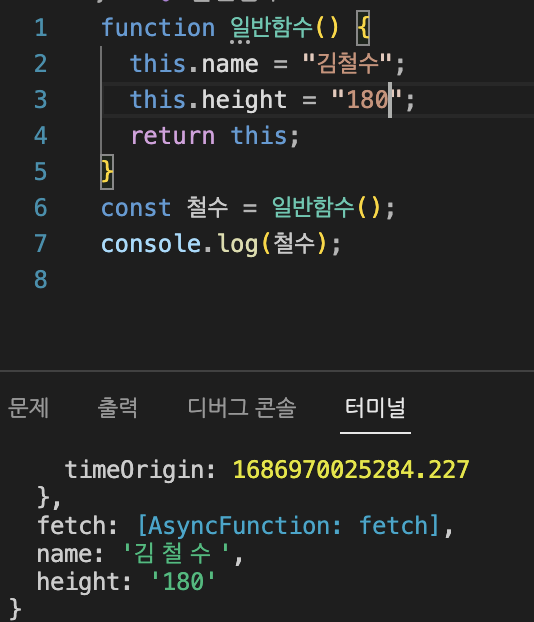 1 function 일반함수() {
2 this.name = "김철수";
3 this.height = "180";
4 return this;
5 }
6 const 철수 = 일반함수();
7 console.log(철수);
8
문제 출력 디버그 콘솔 터미널
timeOrigin: 1686970025284.227
},
fetch: [AsyncFunction: fetch],
name: '김철수',
height: '180'
}